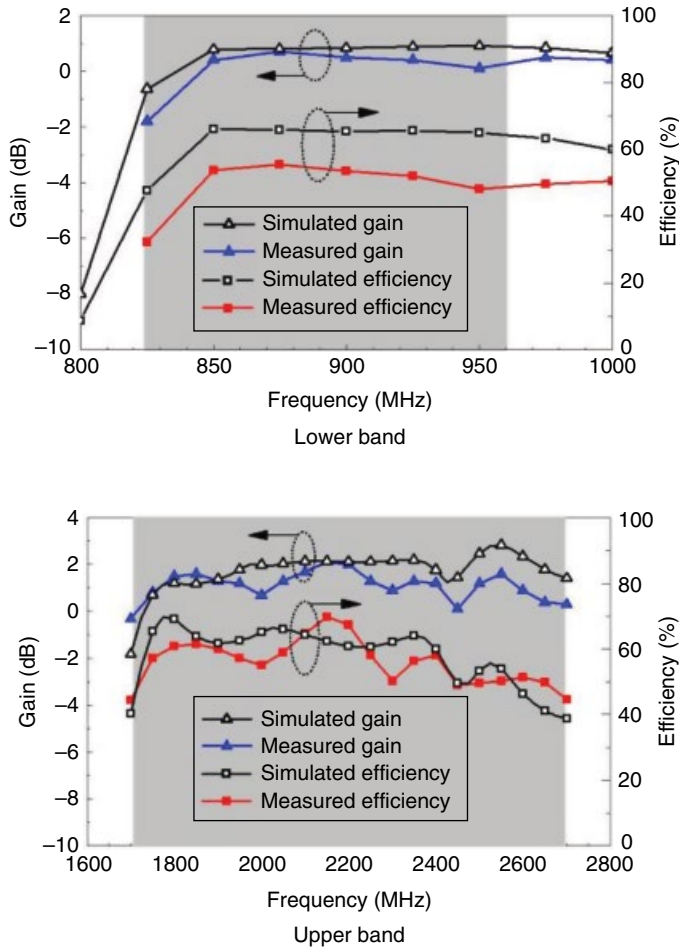 2
0
–2
–4
–6
–8
–10
Gain (dB)
100
80
60
40
20
0
Efficiency (%)
Simulated gain
Measured gain
Simulated efficiency
Measured efficiency
800 850 900 950 1000
Frequency (MHz)
Lower band
4
2
0
–2
–4
–6
–8
–10
Gain (dB)
100
80
60
40
20
0
Efficiency (%)
Simulated gain
Measured gain
Simulated efficiency
Measured efficiency
1600 1800 2000 2200 2400 2600 2800
Frequency (MHz)
Upper band